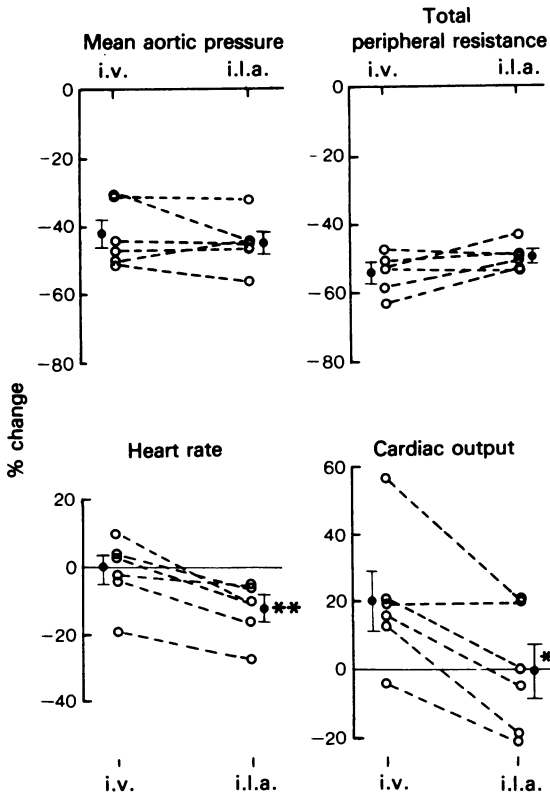 Mean aortic pressure
i.v. i.l.a.
0
-20
-40
-60
-80
Total
peripheral resistance
i.v. i.l.a.
0
-20
-40
-60
-80
% change
Heart rate
20
0
-20
-40
**
i.v. i.l.a.
Cardiac output
60
40
20
0
-20
*
i.v. i.l.a.